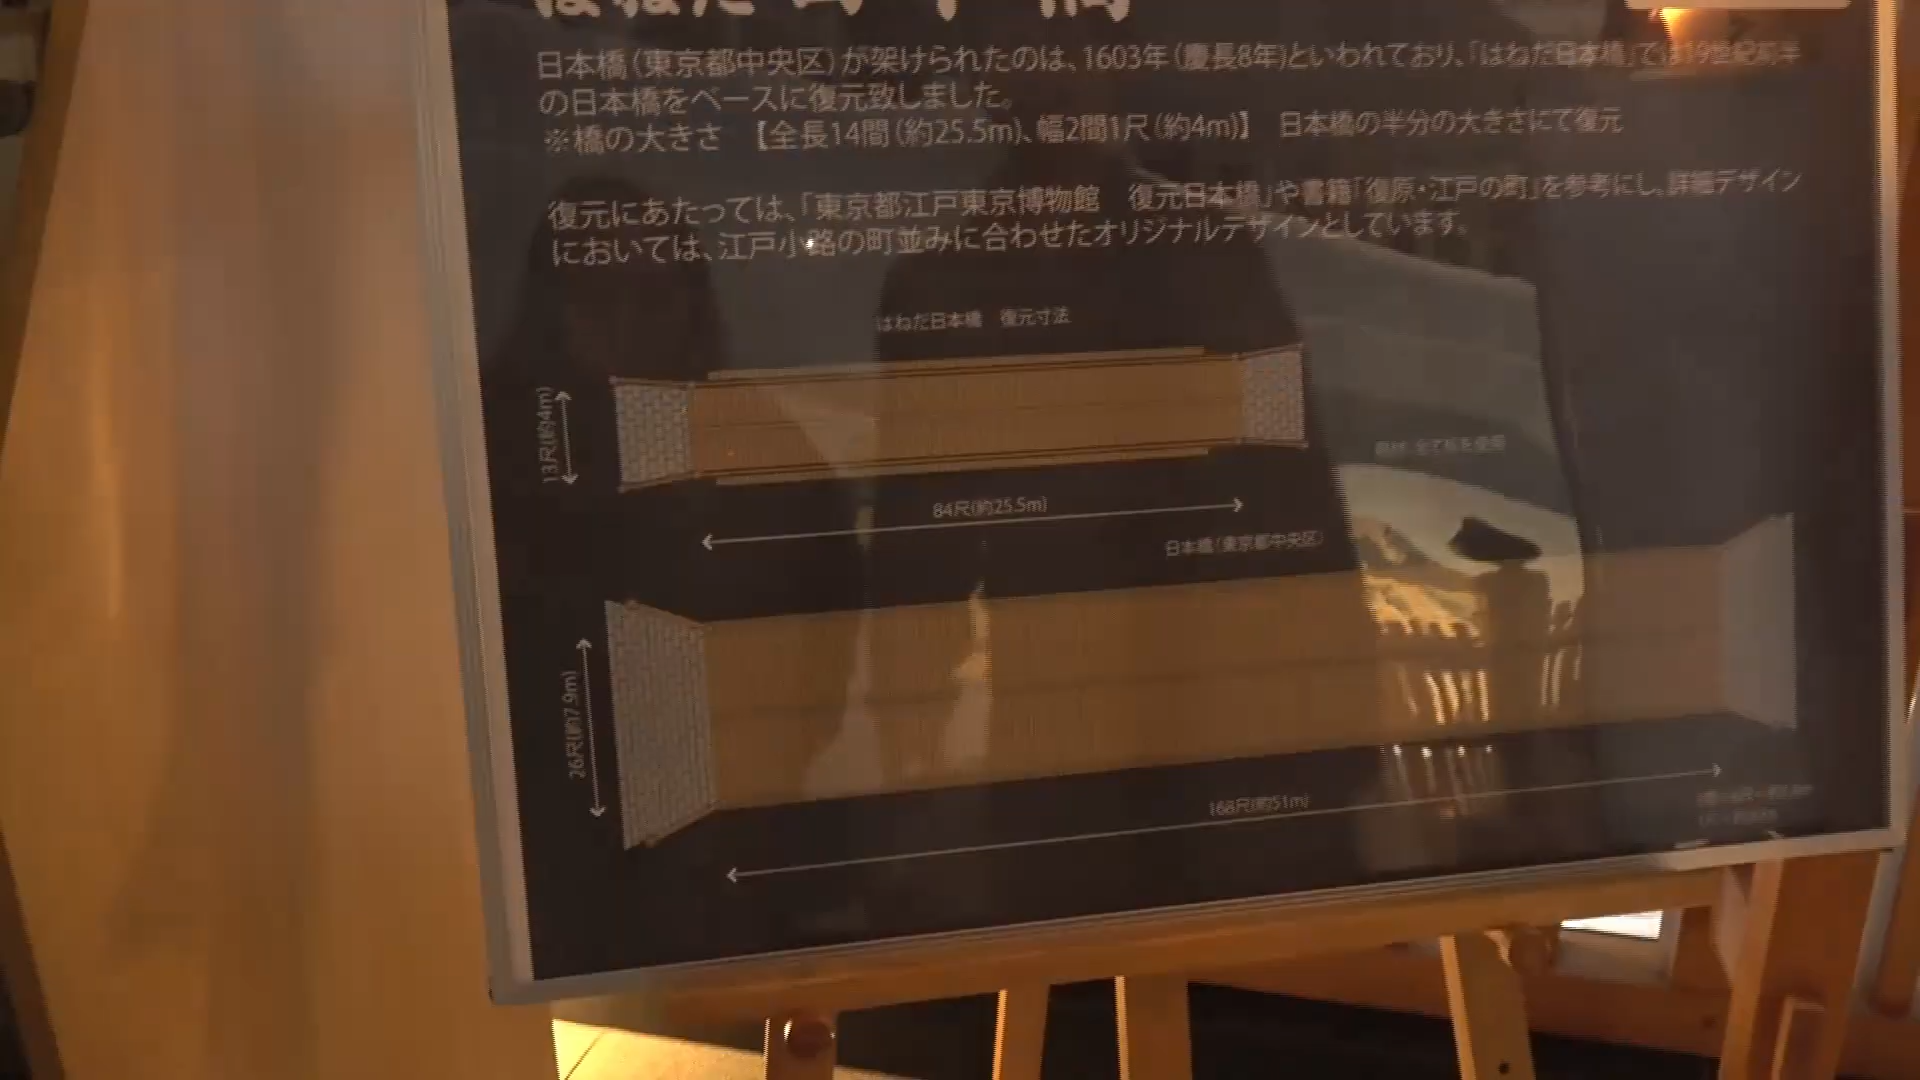 はねだ日本橋
日本橋（東京都中央区）が架けられたのは、1603年（慶長8年）といわれており、「はねだ日本橋」では19世紀前半
の日本橋をベースに復元致しました。
※橋の大きさ　【全長14間（約25.5m）、幅2間1尺（約4m）】　日本橋の半分の大きさにて復元
復元にあたっては、「東京都江戸東京博物館　復元日本橋」や書籍「復原・江戸の町」を参考にし、詳細デザイン
においては、江戸小路の町並みに合わせたオリジナルデザインとしています。
はねだ日本橋　復元寸法
13尺(約4m)
84尺(約25.5m)
日本橋（東京都中央区）
26尺(約7.9m)
168尺(約51m)